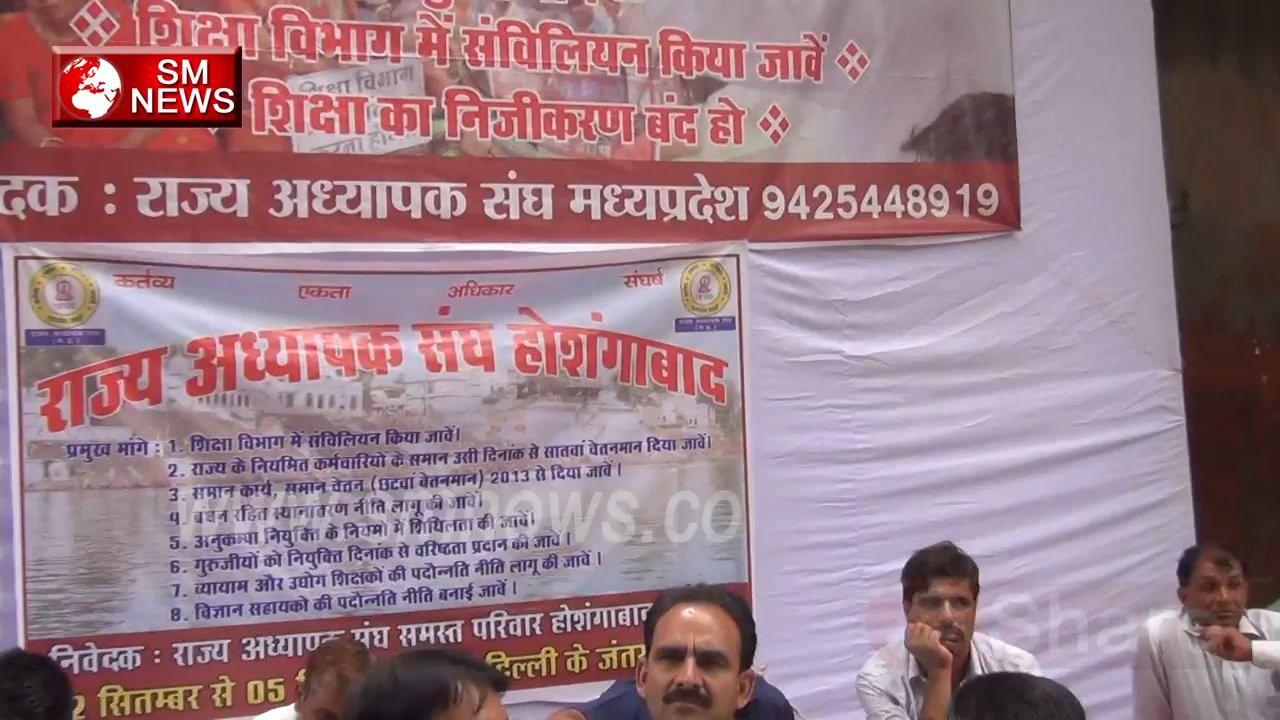 ❖ शिक्षा विभाग में संविलियन किया जावें ❖
SM NEWS
शिक्षा विभाग
शिक्षा का निजीकरण बंद हो ❖
दक : राज्य अध्यापक संघ मध्यप्रदेश 9425448919
कर्तव्य एकता अधिकार संघर्ष
राज्य अध्यापक संघ होशंगाबाद
प्रमुख मांगे : 1. शिक्षा विभाग में संविलियन किया जावें।
2. राज्य के नियमित कर्मचारियों के समान उसी दिनांक से सातवां वेतनमान दिया जावें।
3. समान कार्य, समान वेतन (छटवां वेतनमान) 2013 से दिया जावें ।
4. बंधन रहित स्थानातरण नीति लागू की जावें।
5. अनुकम्पा नियुक्ति के नियमो में शिथिलता की जावें।
6. गुरुजीयों को नियुक्ति दिनांक से वरिष्ठता प्रदान की जावें ।
7. व्यायाम और उद्योग शिक्षकों की पदौन्नति नीति लागू की जावें ।
8. विज्ञान सहायको की पदौन्नति नीति बनाई जावें ।
निवेदक : राज्य अध्यापक संघ समस्त परिवार होशंगाबाद
2 सितम्बर से 05 दिल्ली के जंतर
Share